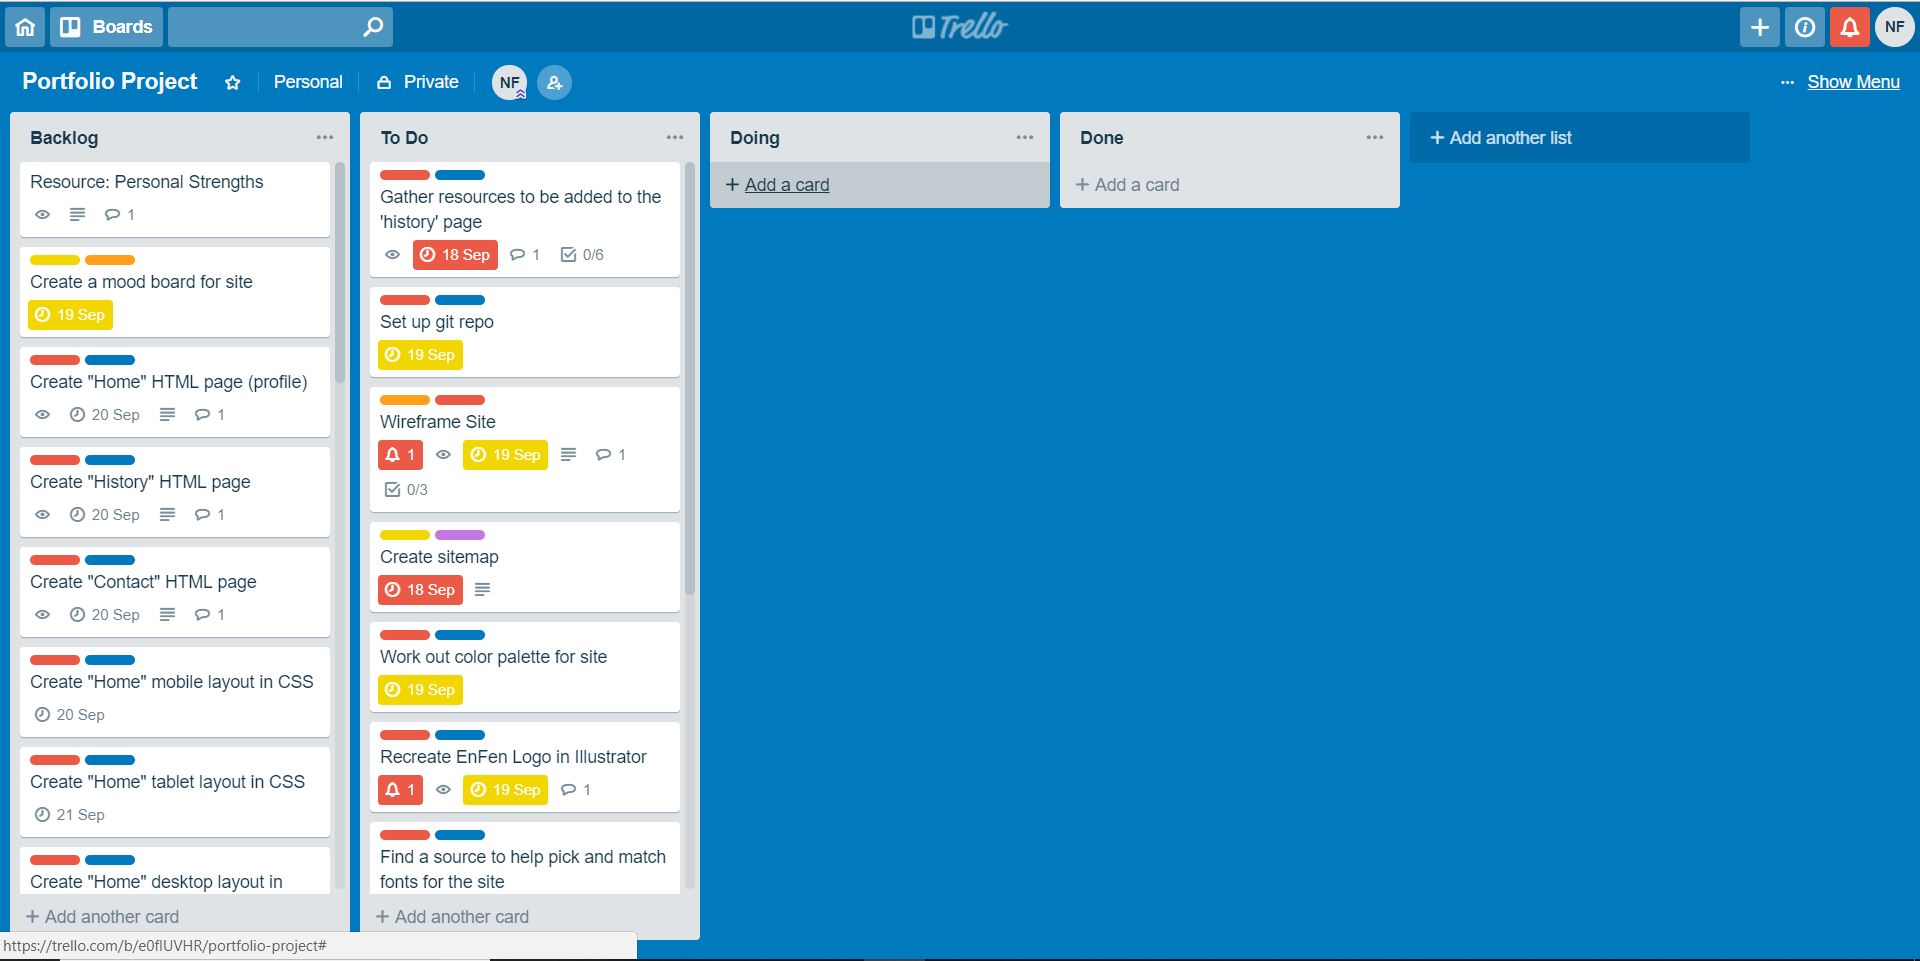 Boards
Trello
NF
Portfolio Project
Personal
Private
NF
Show Menu
Backlog
Resource: Personal Strengths
1
Create a mood board for site
19 Sep
Create "Home" HTML page (profile)
20 Sep 1
Create "History" HTML page
20 Sep 1
Create "Contact" HTML page
20 Sep 1
Create "Home" mobile layout in CSS
20 Sep
Create "Home" tablet layout in CSS
21 Sep
Create "Home" desktop layout in
+ Add another card
To Do
Gather resources to be added to the
'history' page
18 Sep 1 0/6
Set up git repo
19 Sep
Wireframe Site
1 19 Sep 1
0/3
Create sitemap
18 Sep
Work out color palette for site
19 Sep
Recreate EnFen Logo in Illustrator
1 19 Sep 1
Find a source to help pick and match
fonts for the site
+ Add another card
Doing
+ Add a card
Done
+ Add a card
+ Add another list
https://trello.com/b/e0flUVHR/portfolio-project#